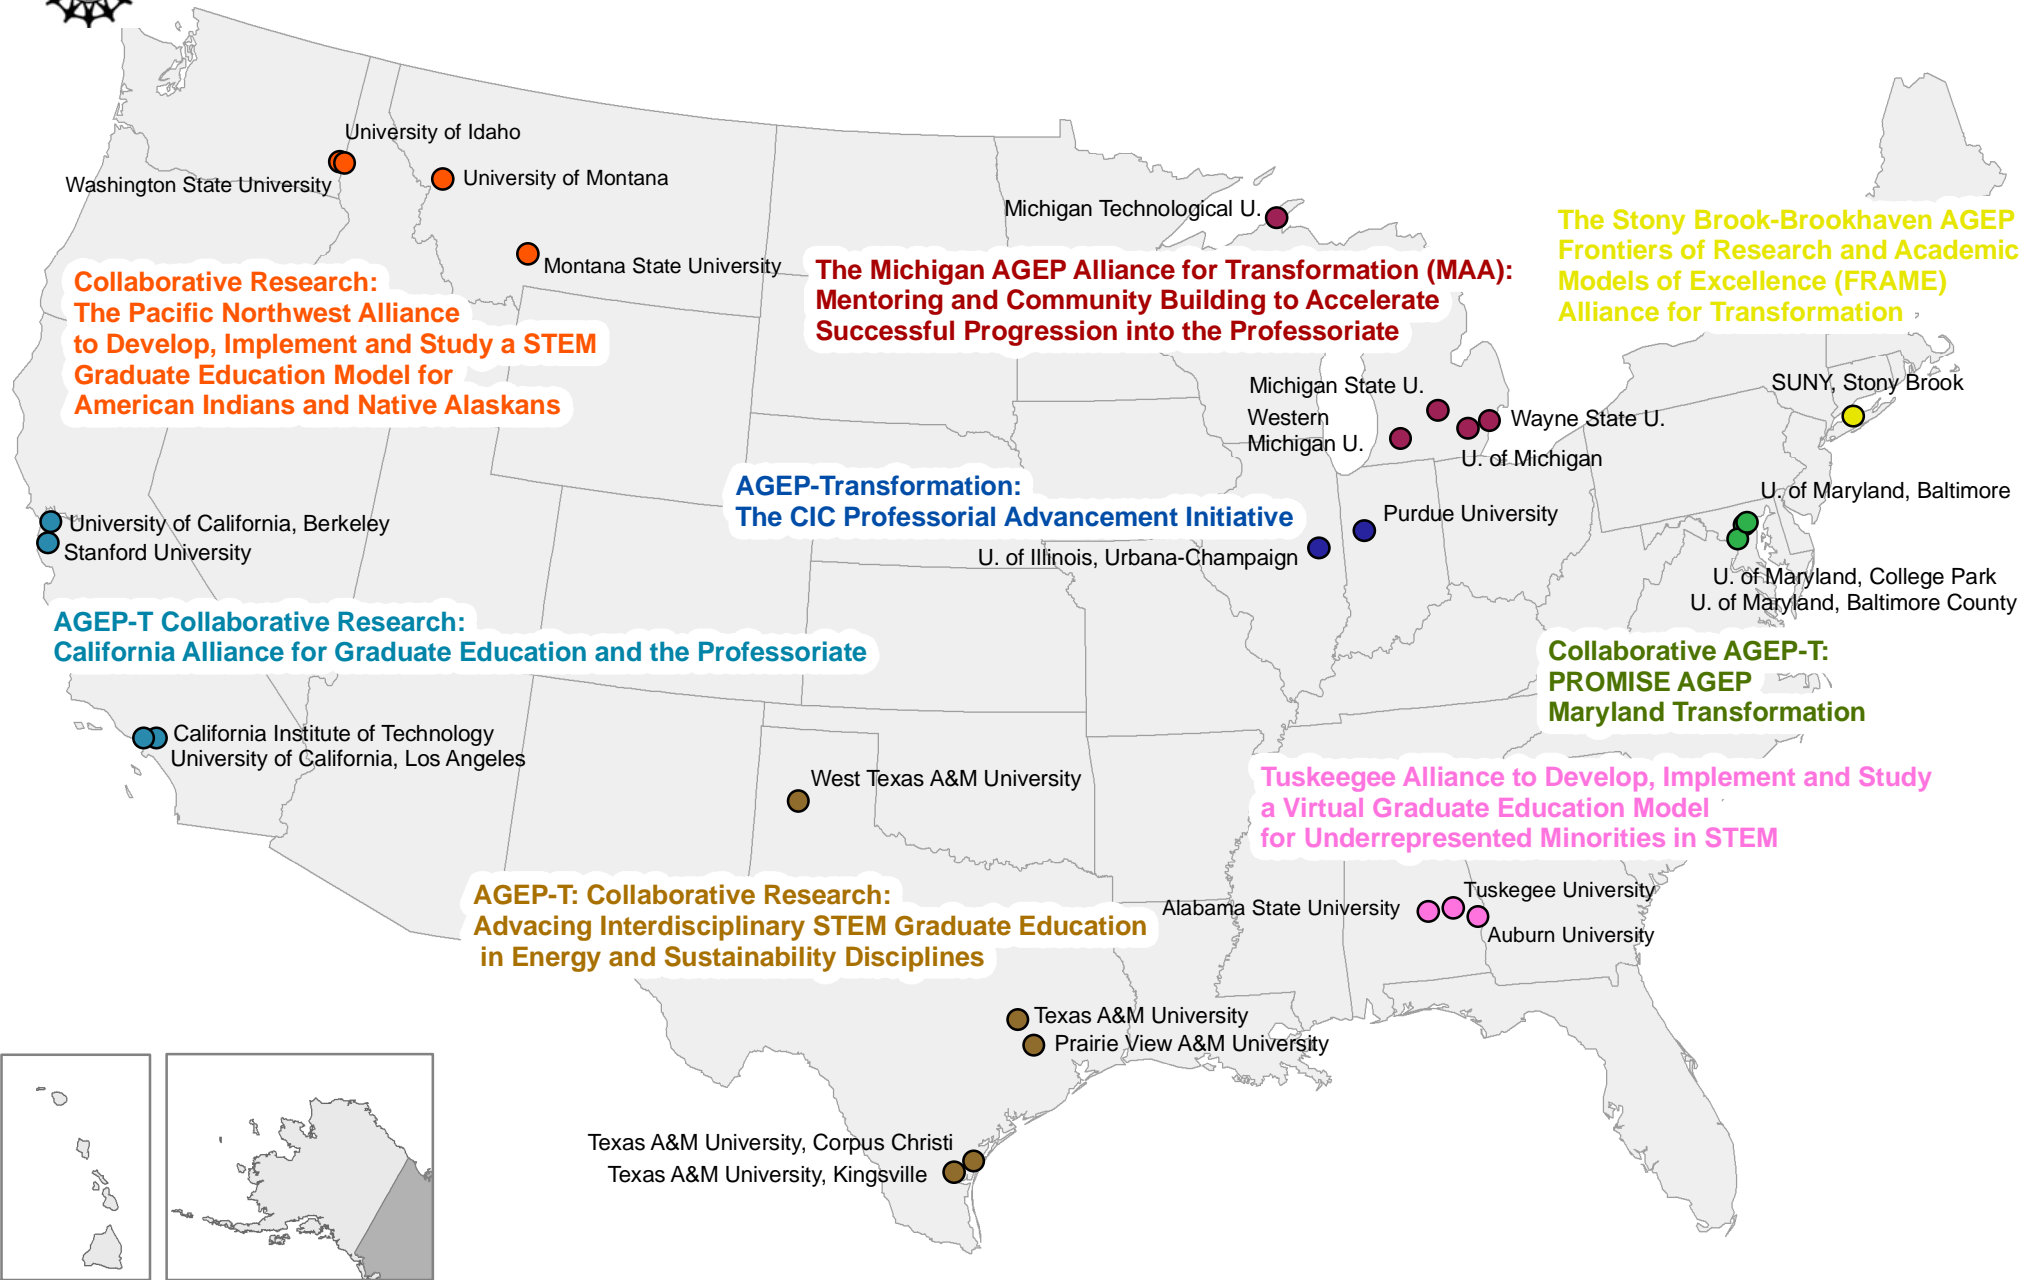 University of Idaho
Washington State University
University of Montana
Montana State University
Collaborative Research:
The Pacific Northwest Alliance
to Develop, Implement and Study a STEM
Graduate Education Model for
American Indians and Native Alaskans
Michigan Technological U.
The Michigan AGEP Alliance for Transformation (MAA):
Mentoring and Community Building to Accelerate
Successful Progression into the Professoriate
The Stony Brook-Brookhaven AGEP
Frontiers of Research and Academic
Models of Excellence (FRAME)
Alliance for Transformation
Michigan State U.
Western
Michigan U.
Wayne State U.
U. of Michigan
SUNY, Stony Brook
AGEP-Transformation:
The CIC Professorial Advancement Initiative
Purdue University
U. of Illinois, Urbana-Champaign
U. of Maryland, Baltimore
U. of Maryland, College Park
U. of Maryland, Baltimore County
University of California, Berkeley
Stanford University
AGEP-T Collaborative Research:
California Alliance for Graduate Education and the Professoriate
Collaborative AGEP-T:
PROMISE AGEP
Maryland Transformation
California Institute of Technology
University of California, Los Angeles
West Texas A&M University
Tuskeegee Alliance to Develop, Implement and Study
a Virtual Graduate Education Model
for Underrepresented Minorities in STEM
AGEP-T: Collaborative Research:
Advacing Interdisciplinary STEM Graduate Education
in Energy and Sustainability Disciplines
Alabama State University
Tuskegee University
Auburn University
Texas A&M University
Prairie View A&M University
Texas A&M University, Corpus Christi
Texas A&M University, Kingsville